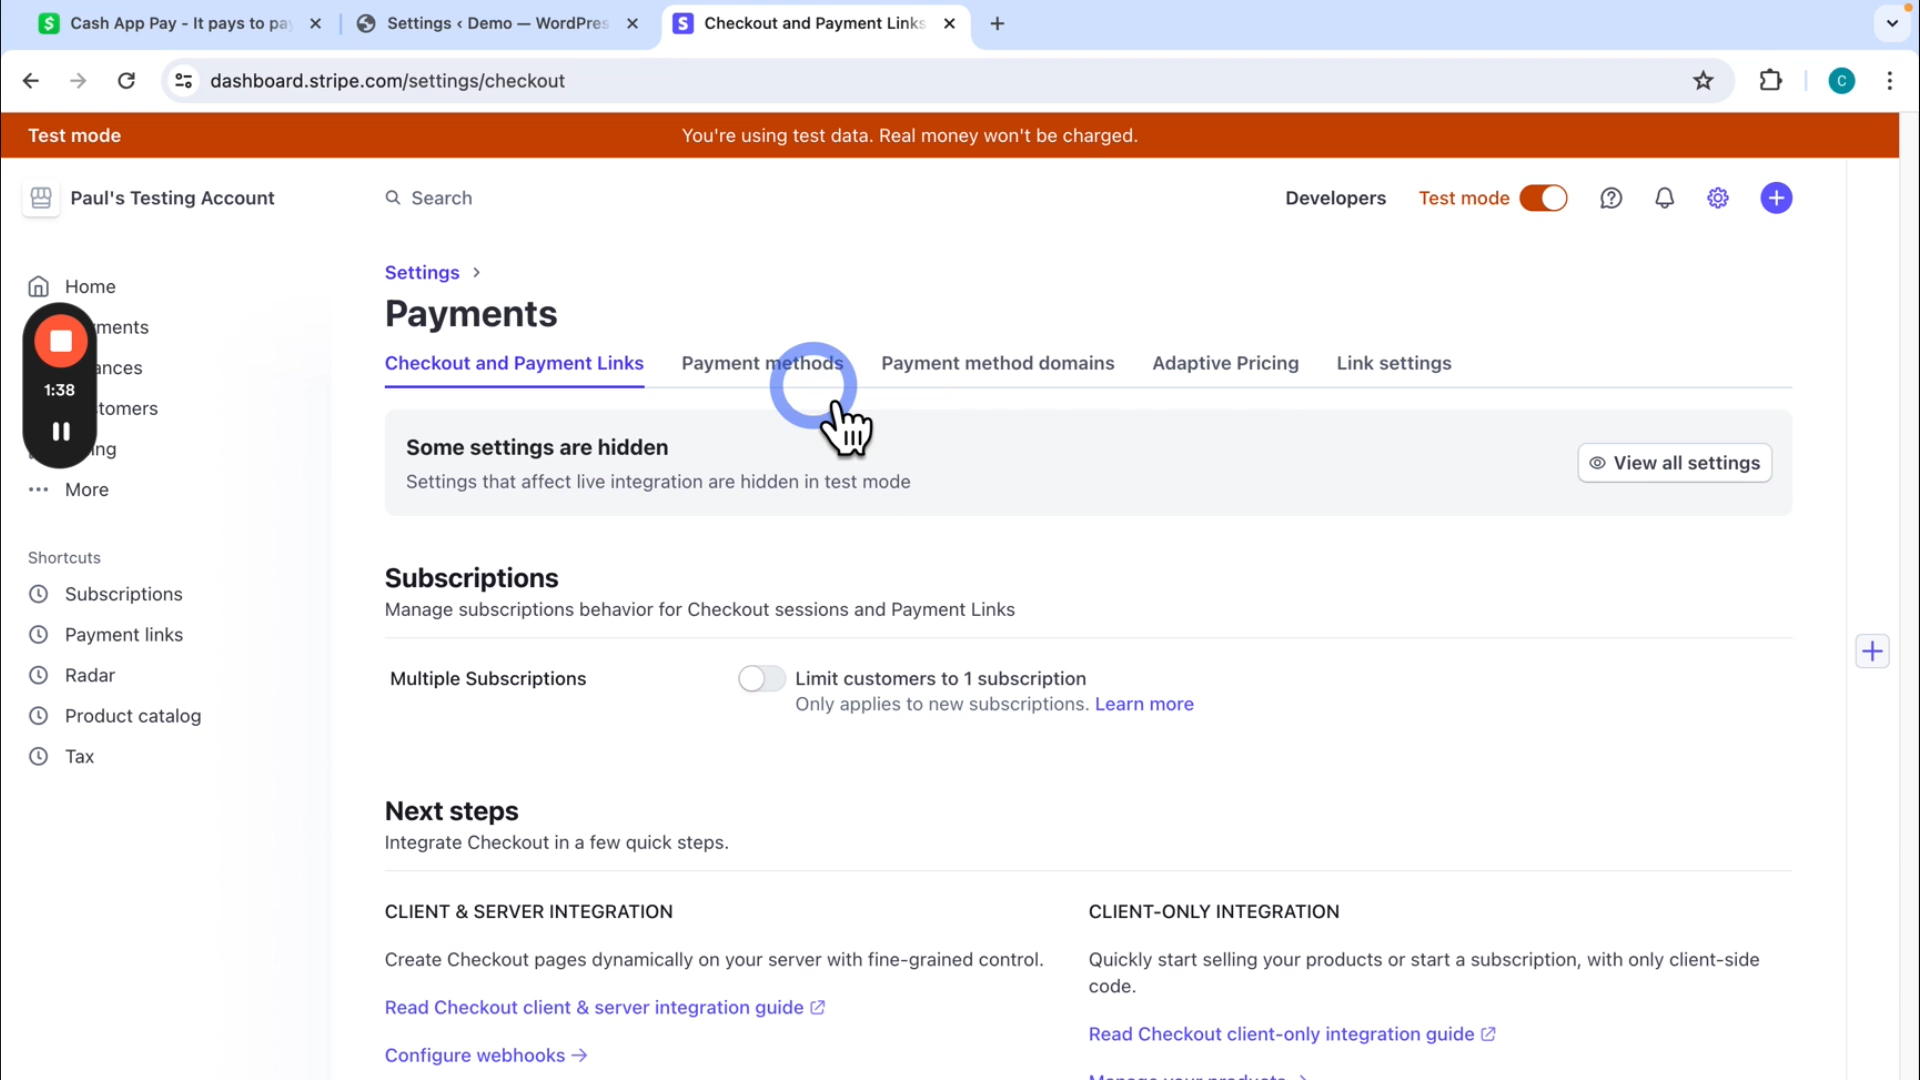 Cash App Pay - It pays to pay
Settings ‹ Demo — WordPres
Checkout and Payment Links
dashboard.stripe.com/settings/checkout
C
Test mode
You're using test data. Real money won't be charged.
Paul's Testing Account
Search
Developers
Test mode
Home
ments
ances
tomers
ng
More
1:38
Shortcuts
Subscriptions
Payment links
Radar
Product catalog
Tax
Settings
Payments
Checkout and Payment Links
Payment methods
Payment method domains
Adaptive Pricing
Link settings
Some settings are hidden
Settings that affect live integration are hidden in test mode
View all settings
Subscriptions
Manage subscriptions behavior for Checkout sessions and Payment Links
Multiple Subscriptions
Limit customers to 1 subscription
Only applies to new subscriptions. Learn more
Next steps
Integrate Checkout in a few quick steps.
CLIENT & SERVER INTEGRATION
Create Checkout pages dynamically on your server with fine-grained control.
Read Checkout client & server integration guide
Configure webhooks →
CLIENT-ONLY INTEGRATION
Quickly start selling your products or start a subscription, with only client-side
code.
Read Checkout client-only integration guide
Manage your products